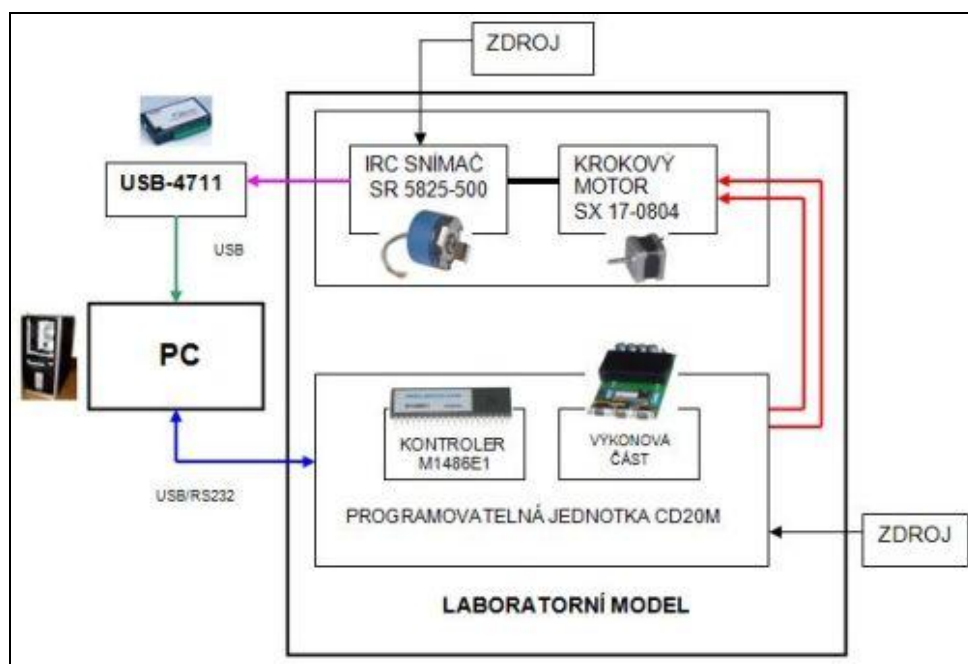 ZDROJ
IRC SNÍMAČ
SR 5825-500
KROKOVÝ
MOTOR
SX 17-0804
USB-4711
USB
PC
KONTROLER
M1486E1
VÝKONOVÁ
ČÁST
USB/RS232
PROGRAMOVATELNÁ JEDNOTKA CD20M
ZDROJ
LABORATORNÍ MODEL